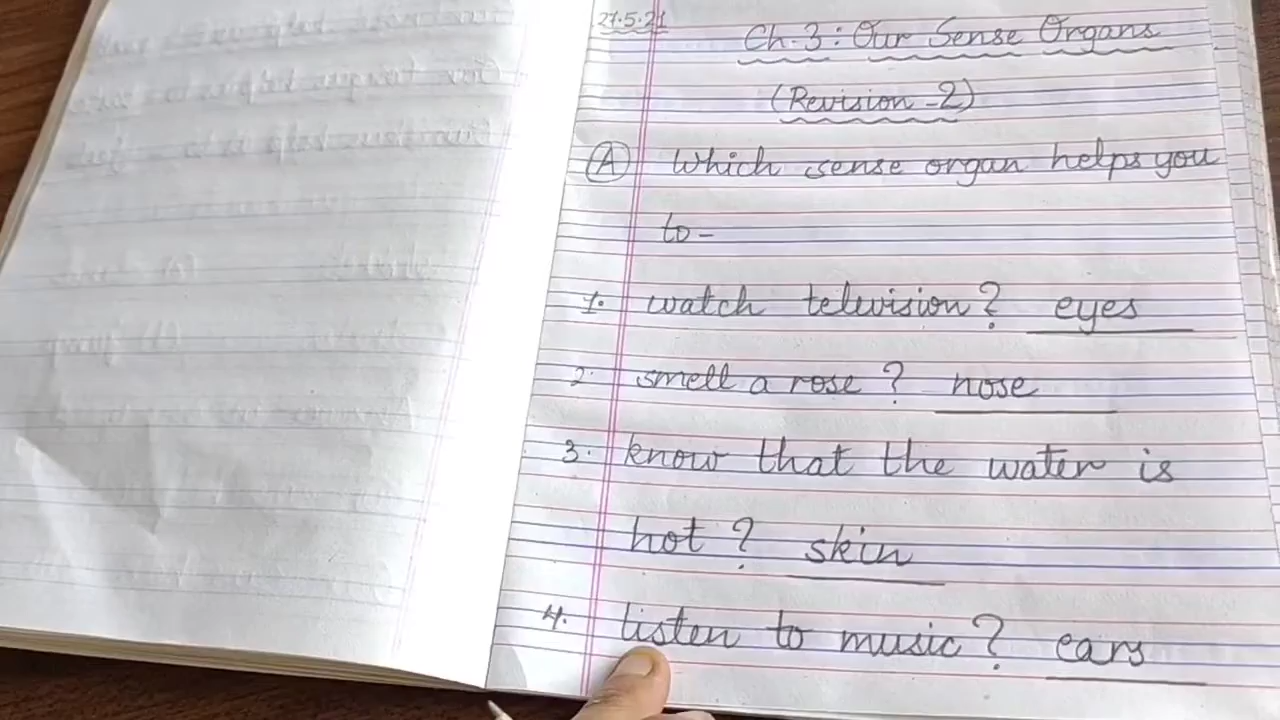 27.5.21
Ch.3: Our Sense Organs
(Revision-2)
A Which sense organ helps you
to-
1. watch television? eyes
2. smell a rose? nose
3. know that the water is
hot? skin
4. listen to music? ears